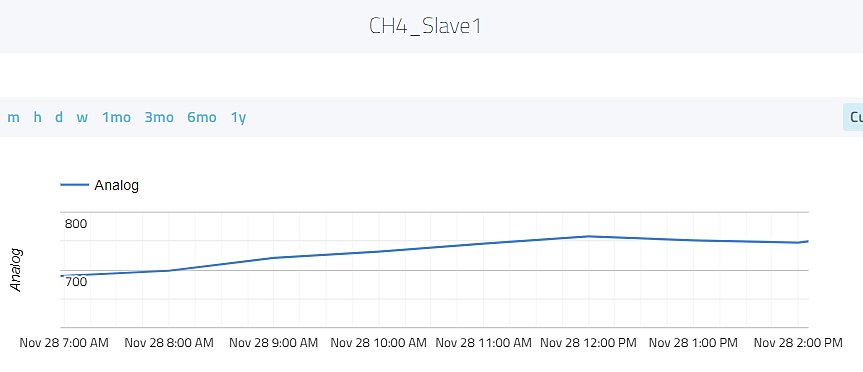 CH4_Slave1
m h d w 1mo 3mo 6mo 1y
Analog
800
Analog
700
Nov 28 7:00 AM Nov 28 8:00 AM Nov 28 9:00 AM Nov 28 10:00 AM Nov 28 11:00 AM Nov 28 12:00 PM Nov 28 1:00 PM Nov 28 2:00 PM